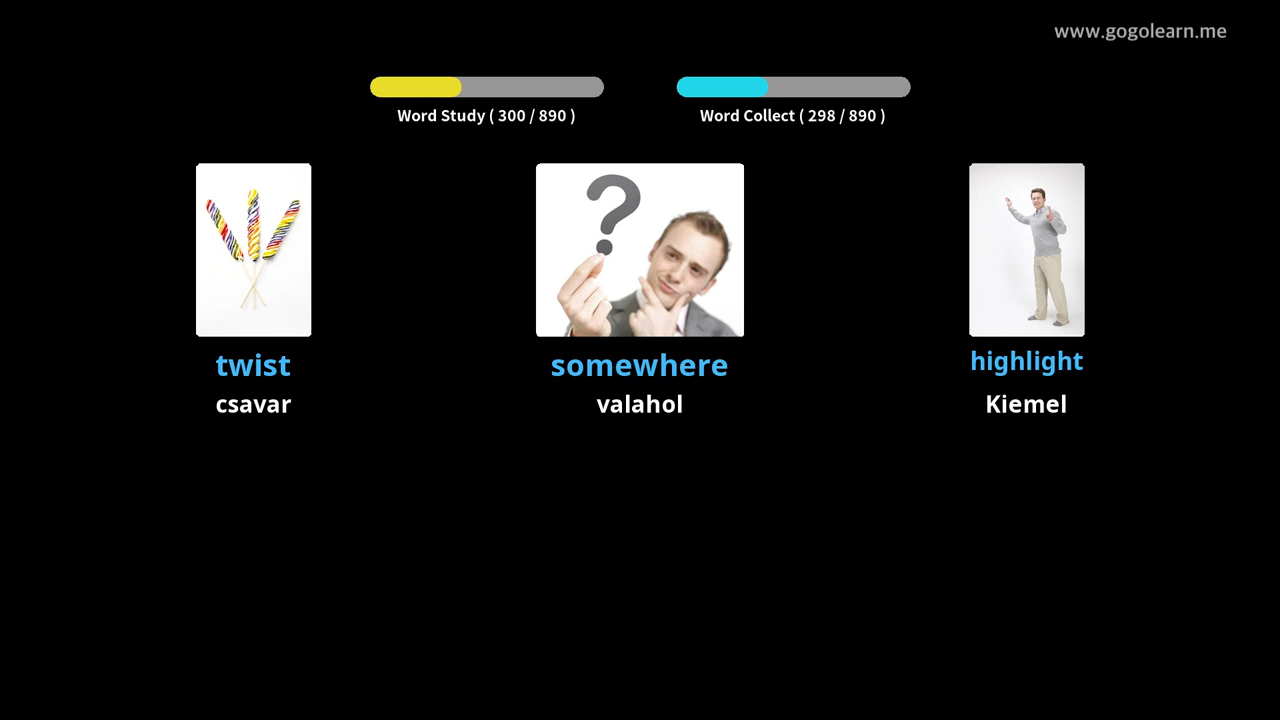 www.gogolearn.me
Word Study ( 300 / 890 )
Word Collect ( 298 / 890 )
?
twist
somewhere
highlight
csavar
valahol
Kiemel